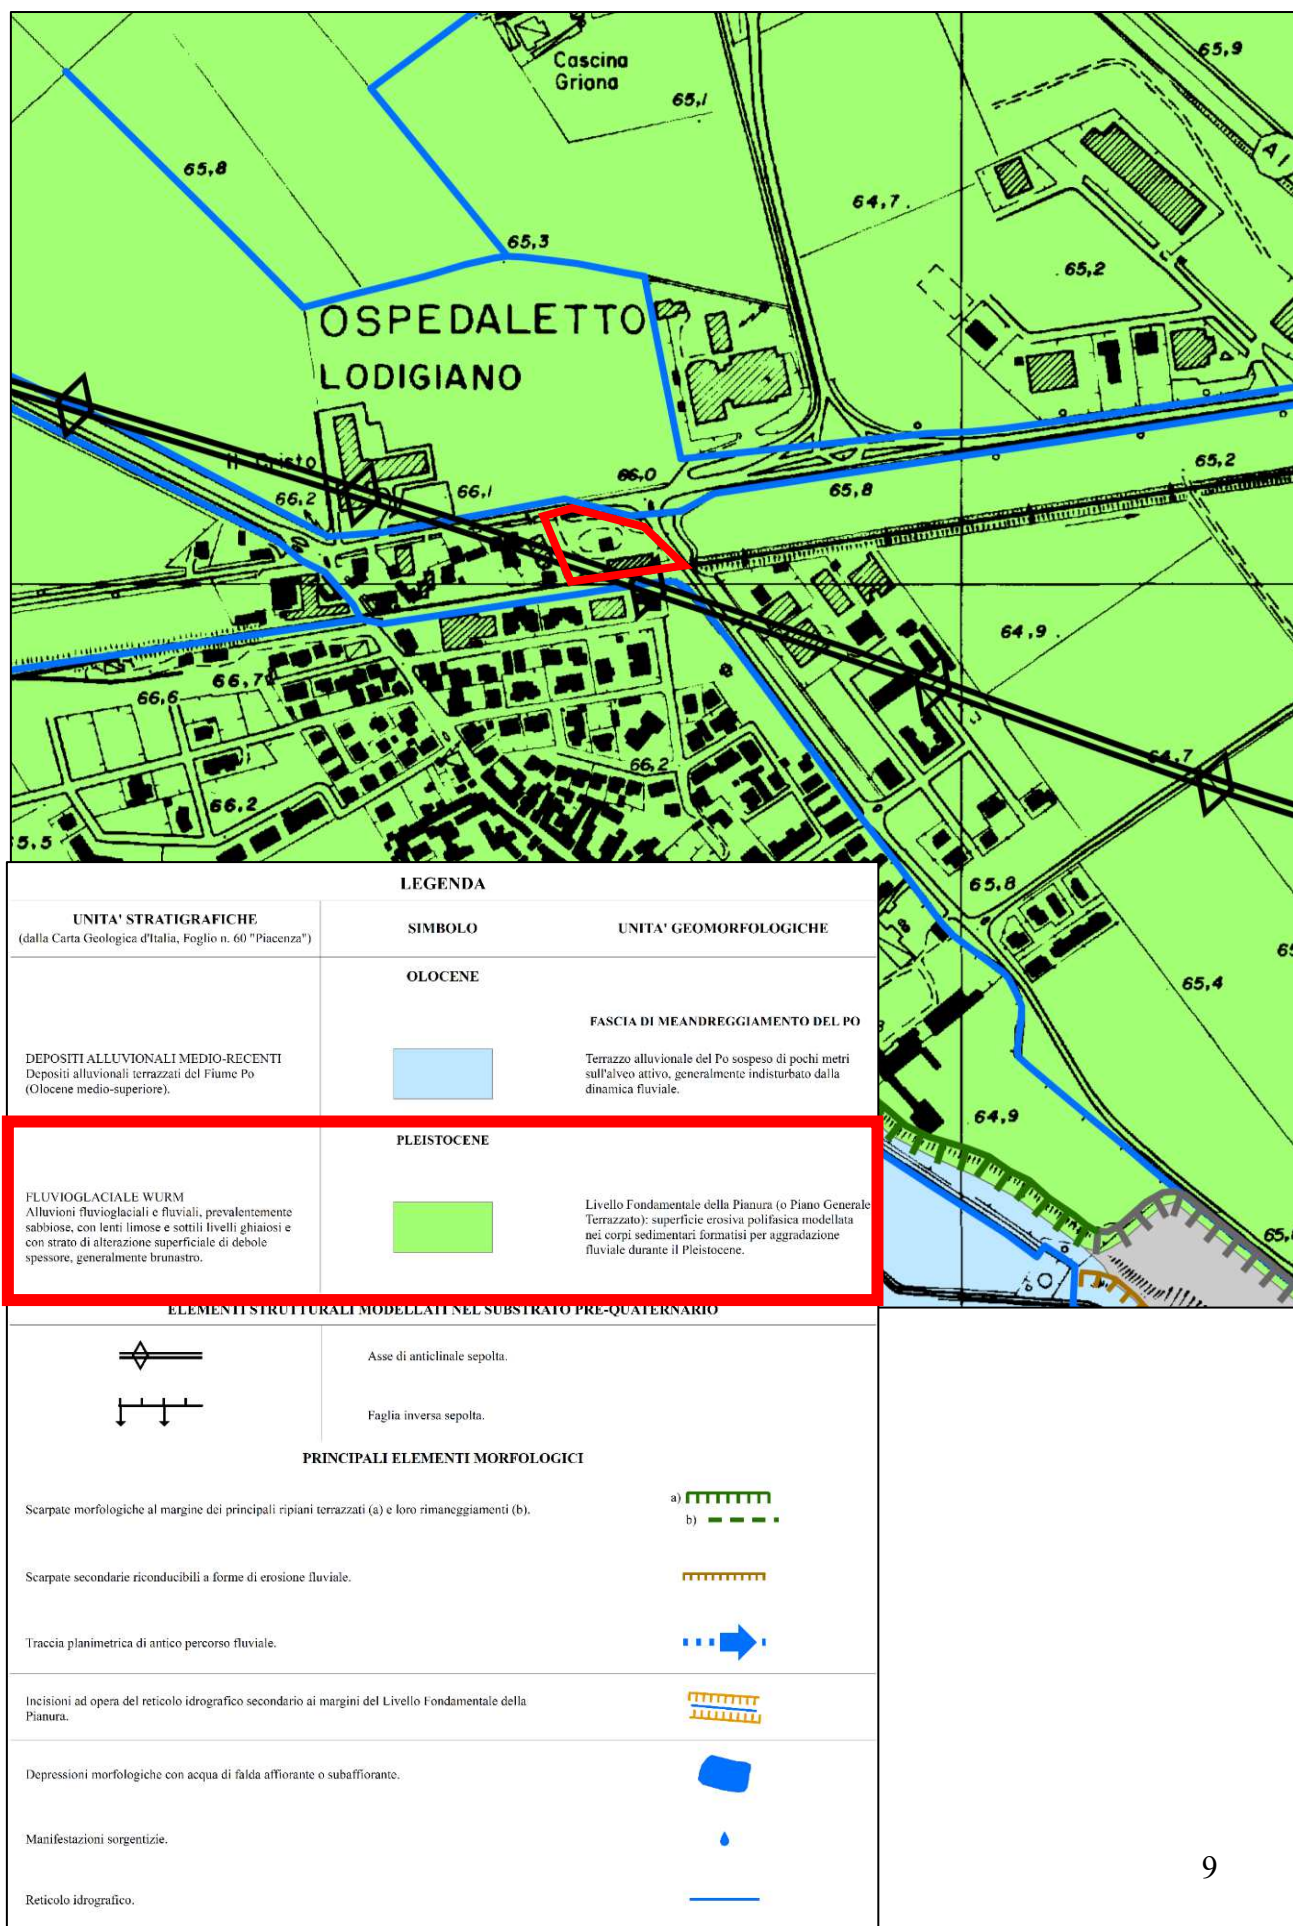 65,9
Cascina
Griana
65,1
A1
65,8
64,7
65,3
65,2
OSPEDALETTO
LODIGIANO
Il Cristo
66,0
65,2
66,2
66,1
65,8
64,9
66,7
66,6
64,7
66,2
66,2
5,5
65,8
65,4
64,9
LEGENDA
UNITA' STRATIGRAFICHE
(dalla Carta Geologica d'Italia, Foglio n. 60 "Piacenza")
SIMBOLO
UNITA' GEOMORFOLOGICHE
OLOCENE
FASCIA DI MEANDREGGIAMENTO DEL PO
DEPOSITI ALLUVIONALI MEDIO-RECENTI
Depositi alluvionali terrazzati del Fiume Po
(Olocene medio-superiore).
Terrazzo alluvionale del Po sospeso di pochi metri
sull'alveo attivo, generalmente indisturbato dalla
dinamica fluviale.
PLEISTOCENE
FLUVIOGLACIALE WURM
Alluvioni fluvioglaciali e fluviali, prevalentemente
sabbiose, con lenti limose e sottili livelli ghiaiosi e
con strato di alterazione superficiale di debole
spessore, generalmente brunastro.
Livello Fondamentale della Pianura (o Piano Generale
Terrazzato): superficie erosiva polifasica modellata
nei corpi sedimentari formatisi per aggradazione
fluviale durante il Pleistocene.
ELEMENTI STRUTTURALI MODELLATI NEL SUBSTRATO PRE-QUATERNARIO
Asse di anticlinale sepolta.
Faglia inversa sepolta.
PRINCIPALI ELEMENTI MORFOLOGICI
Scarpate morfologiche al margine dei principali ripiani terrazzati (a) e loro rimaneggiamenti (b).
a)
b)
Scarpate secondarie riconducibili a forme di erosione fluviale.
Traccia planimetrica di antico percorso fluviale.
Incisioni ad opera del reticolo idrografico secondario ai margini del Livello Fondamentale della
Pianura.
Depressioni morfologiche con acqua di falda affiorante o subaffiorante.
Manifestazioni sorgentizie.
Reticolo idrografico.
9